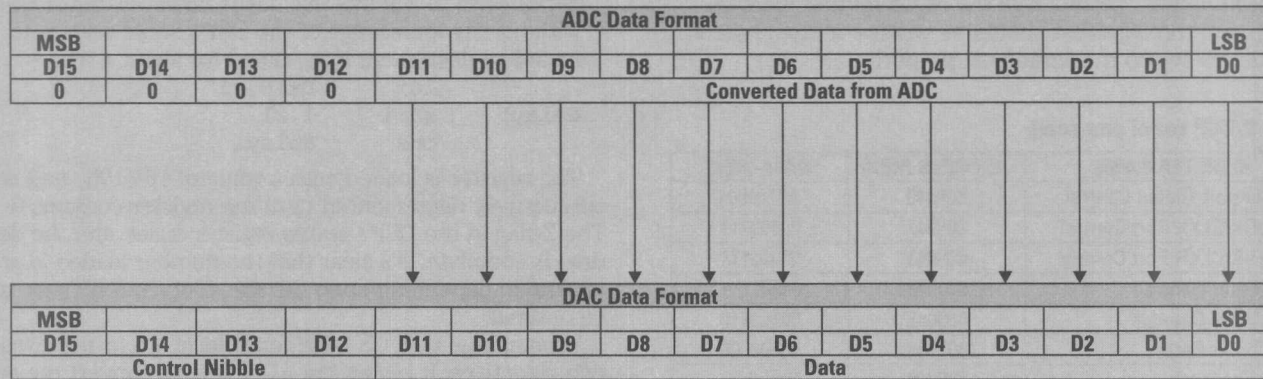 ADC Data Format
MSB LSB
D15 D14 D13 D12 D11 D10 D9 D8 D7 D6 D5 D4 D3 D2 D1 D0
0 0 0 0 Converted Data from ADC
DAC Data Format
MSB LSB
D15 D14 D13 D12 D11 D10 D9 D8 D7 D6 D5 D4 D3 D2 D1 D0
Control Nibble Data